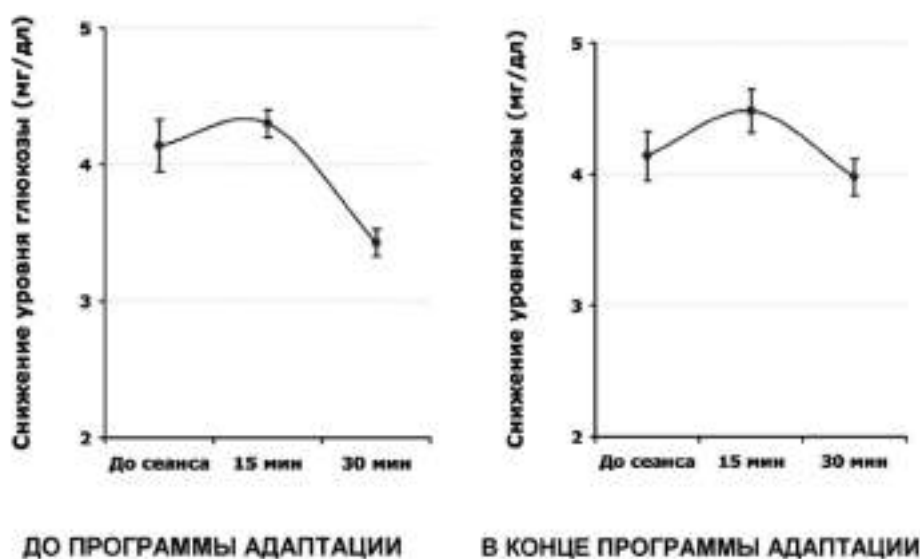 Снижение уровня глюкозы (мг/дл)
5
4
3
2
До сеанса 15 мин 30 мин
ДО ПРОГРАММЫ АДАПТАЦИИ
Снижение уровня глюкозы (мг/дл)
5
4
3
2
До сеанса 15 мин 30 мин
В КОНЦЕ ПРОГРАММЫ АДАПТАЦИИ